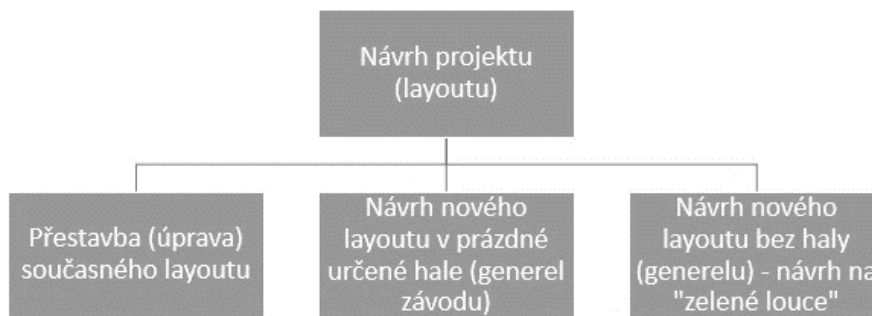 Návrh projektu
(layoutu)
Přestavba (úprava)
současného layoutu
Návrh nového
layoutu v prázdné
určené hale (generel
závodu)
Návrh nového
layoutu bez haly
(generelu) - návrh na
"zelené louce"